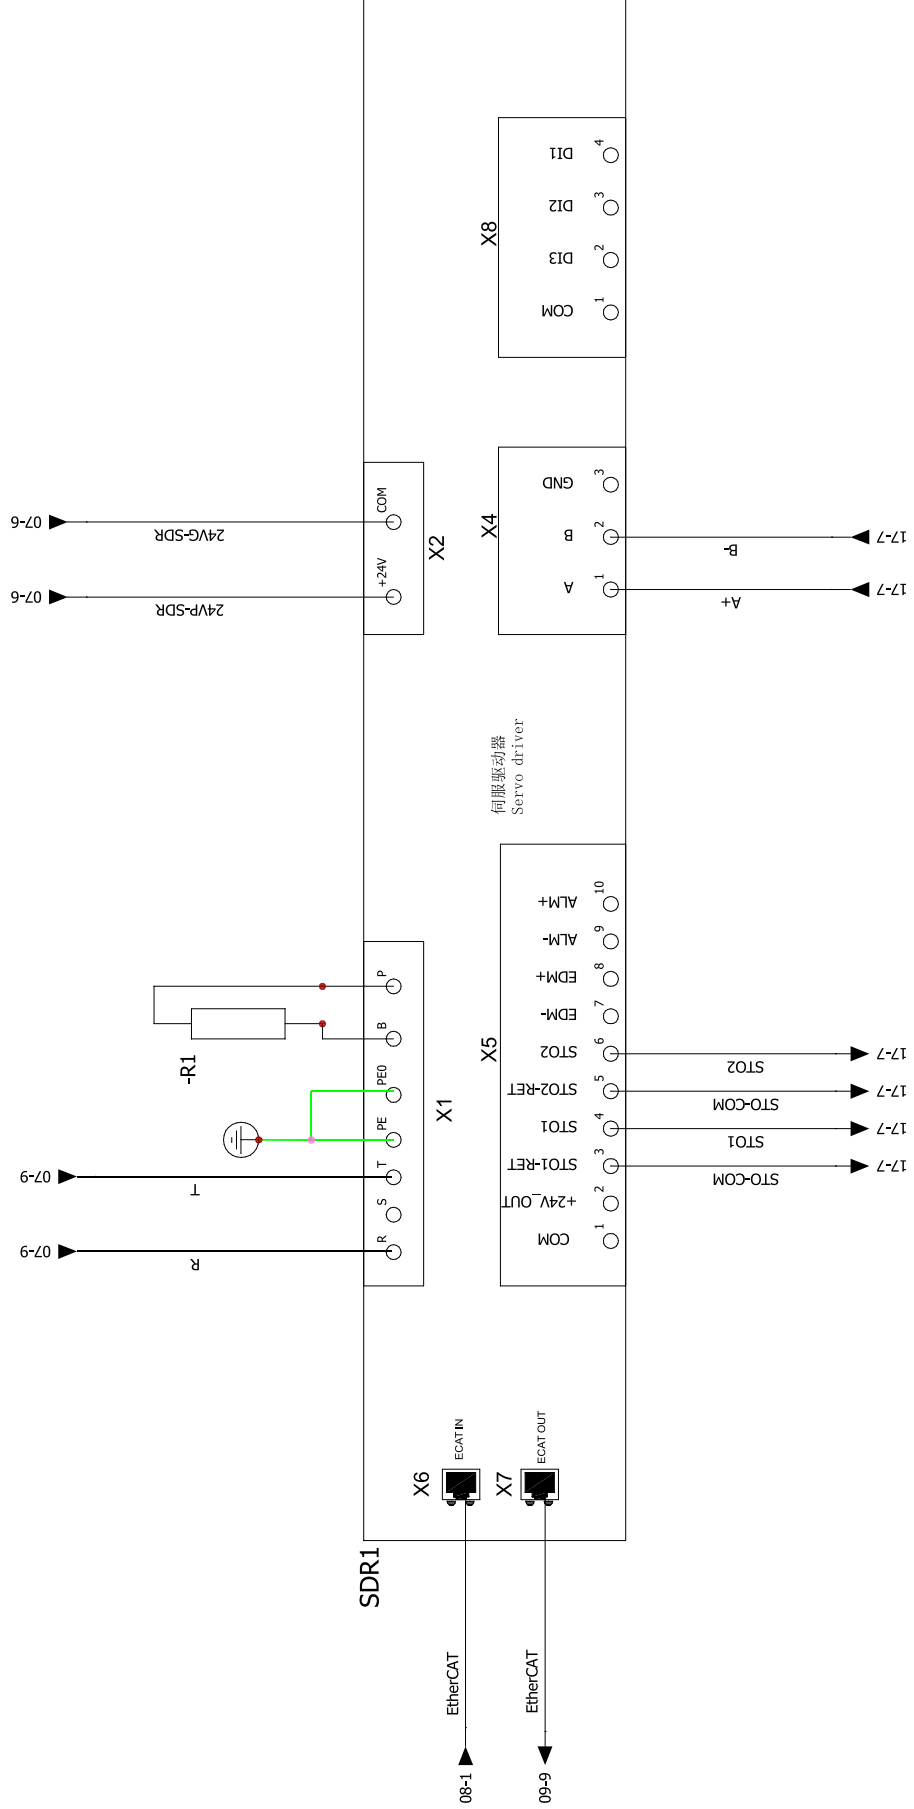 DI1
4
DI2
3
DI3
2
COM
1
X8
07-6
24VG-SDR
COM
07-6
24VP-SDR
+24V
X2
X4
GND
3
B
2
B-
17-7
A
1
A+
17-7
伺服驱动器
Servo driver
-R1
P
B
PE0
PE
07-9
T
T
S
07-9
R
R
X1
X5
ALM+
10
ALM-
9
EDM+
8
EDM-
7
STO2
6
STO2
17-7
STO2-RET
5
STO-COM
17-7
STO1
4
STO1
17-7
STO1-RET
3
STO-COM
17-7
+24V_OUT
2
COM
1
X6
ECAT IN
X7
ECAT OUT
SDR1
EtherCAT
08-1
EtherCAT
09-9